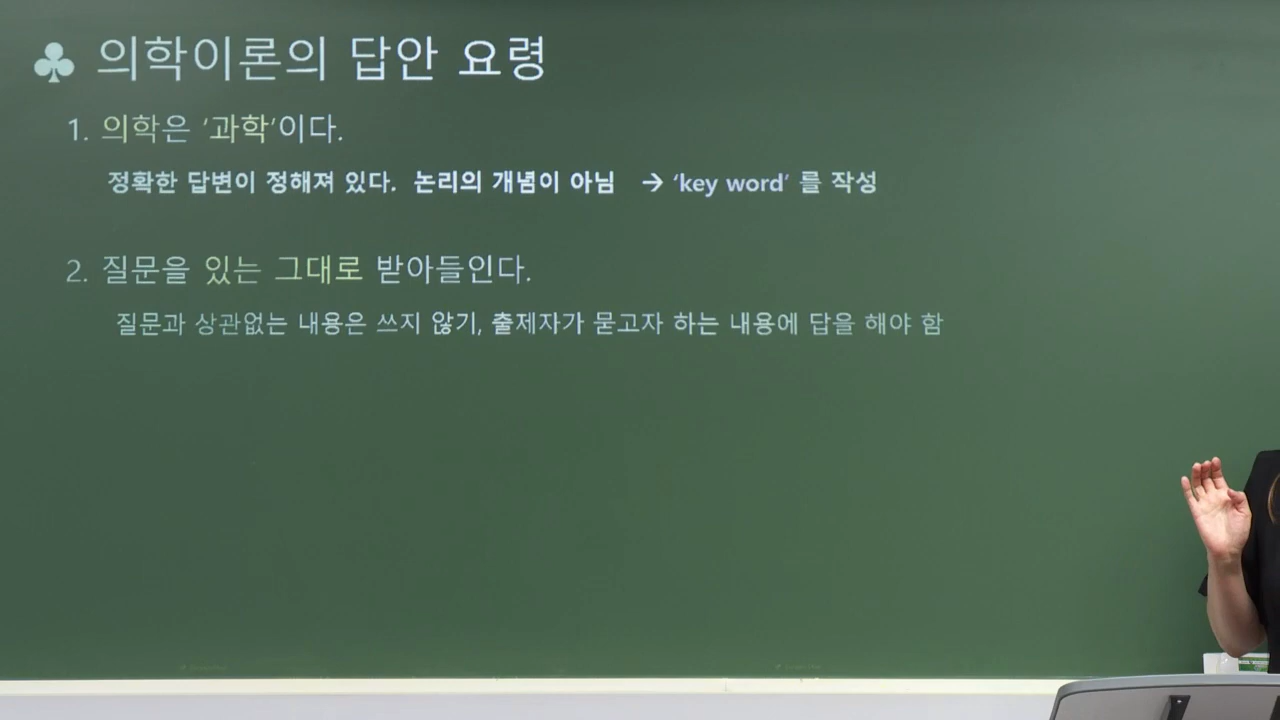 ♣ 의학이론의 답안 요령
1. 의학은 ‘과학’이다.
정확한 답변이 정해져 있다. 논리의 개념이 아님 → ‘key word’ 를 작성
2. 질문을 있는 그대로 받아들인다.
질문과 상관없는 내용은 쓰지 않기, 출제자가 묻고자 하는 내용에 답을 해야 함